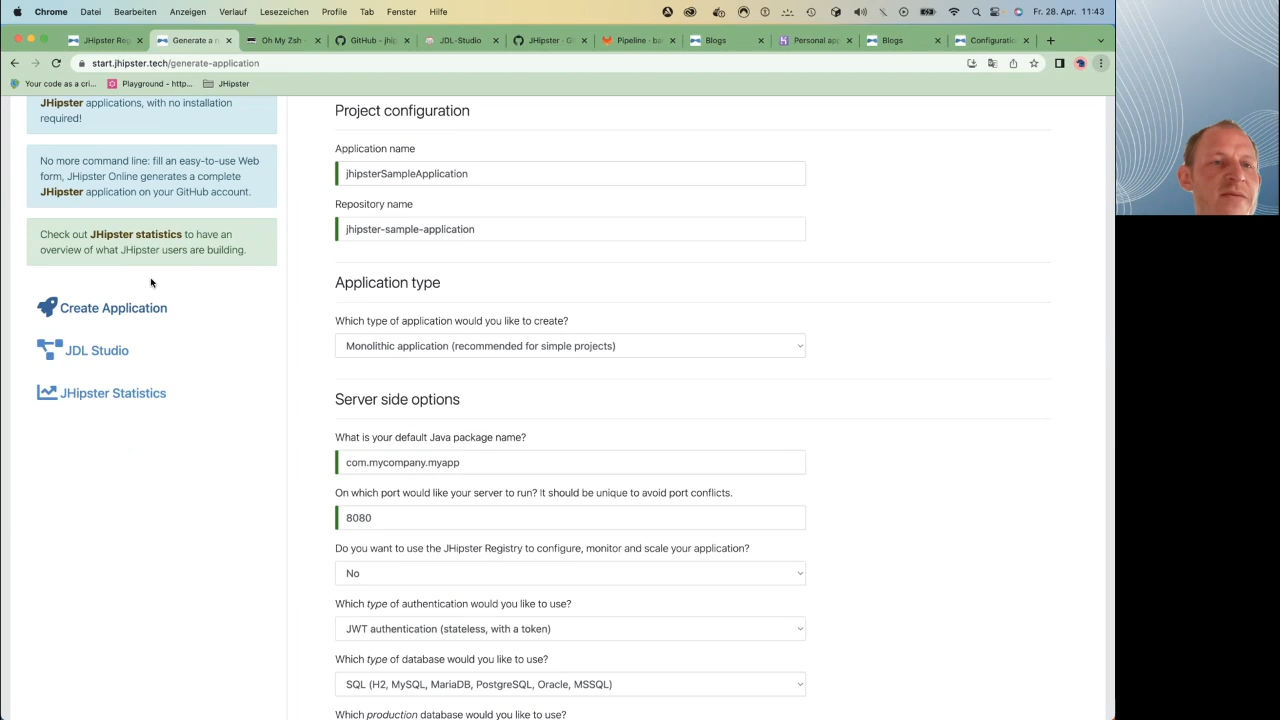 Chrome Datei Bearbeiten Anzeigen Verlauf Lesezeichen Profile Tab Fenster Hilfe Fr. 28. Apr. 11:43
JHipster Reg Generate a n Oh My Zsh - GitHub - jhip JDL-Studio JHipster - G Pipeline - ba Blogs Personal app Blogs Configuratio
start.jhipster.tech/generate-application
Your code as a cri... Playground - http... JHipster
JHipster applications, with no installation
required!
No more command line: fill an easy-to-use Web
form, JHipster Online generates a complete
JHipster application on your GitHub account.
Check out JHipster statistics to have an
overview of what JHipster users are building.
Create Application
JDL Studio
JHipster Statistics
Project configuration
Application name
jhipsterSampleApplication
Repository name
jhipster-sample-application
Application type
Which type of application would you like to create?
Monolithic application (recommended for simple projects)
Server side options
What is your default Java package name?
com.mycompany.myapp
On which port would like your server to run? It should be unique to avoid port conflicts.
8080
Do you want to use the JHipster Registry to configure, monitor and scale your application?
No
Which type of authentication would you like to use?
JWT authentication (stateless, with a token)
Which type of database would you like to use?
SQL (H2, MySQL, MariaDB, PostgreSQL, Oracle, MSSQL)
Which production database would you like to use?